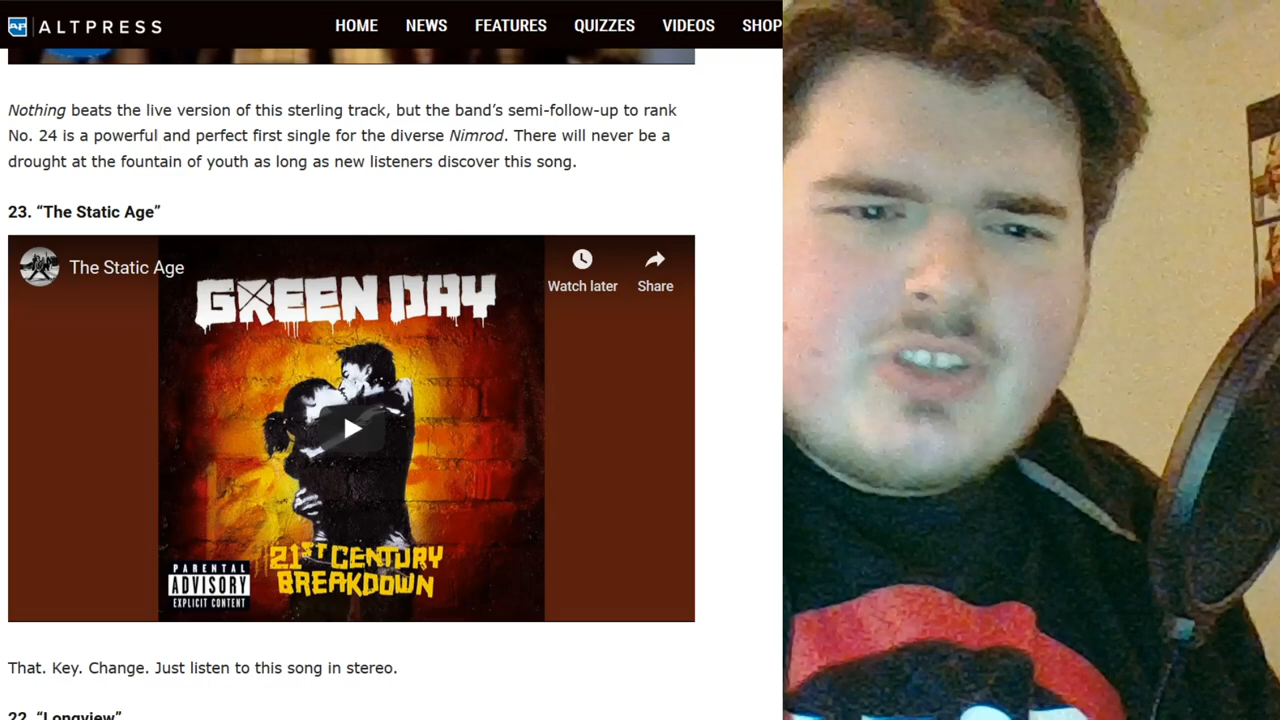 AP ALTPRESS HOME NEWS FEATURES QUIZZES VIDEOS SHOP
Nothing beats the live version of this sterling track, but the band’s semi-follow-up to rank
No. 24 is a powerful and perfect first single for the diverse Nimrod. There will never be a
drought at the fountain of youth as long as new listeners discover this song.
23. “The Static Age”
The Static Age
Watch later
Share
GREEN DAY
21ST CENTURY
BREAKDOWN
PARENTAL
ADVISORY
EXPLICIT CONTENT
That. Key. Change. Just listen to this song in stereo.
22. “Longview”